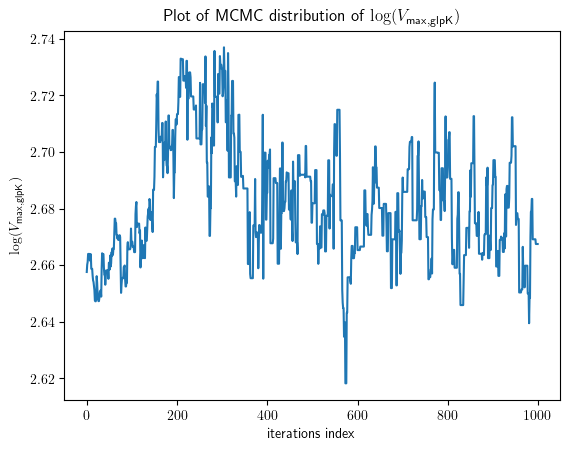 Plot of MCMC distribution of log(V_max,glpK)
2.74
2.72
2.70
2.68
2.66
2.64
2.62
log(V_max,glpK)
0 200 400 600 800 1000
iterations index